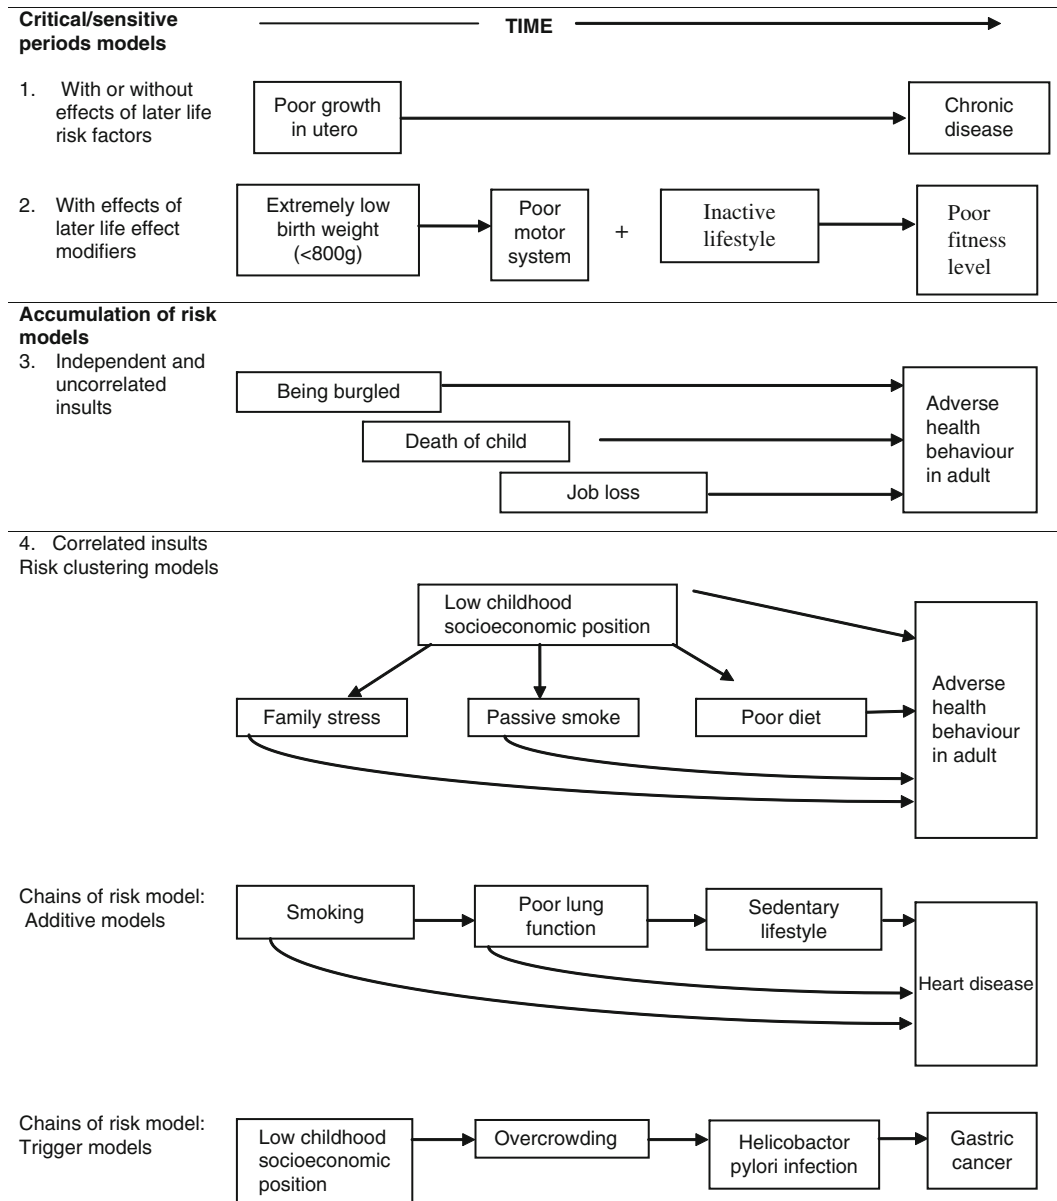 Critical/sensitive
periods models
TIME
1. With or without
effects of later life
risk factors
Poor growth
in utero
Chronic
disease
2. With effects of
later life effect
modifiers
Extremely low
birth weight
(<800g)
Poor
motor
system
+
Inactive
lifestyle
Poor
fitness
level
Accumulation of risk
models
3. Independent and
uncorrelated
insults
Being burgled
Death of child
Job loss
Adverse
health
behaviour
in adult
4. Correlated insults
Risk clustering models
Low childhood
socioeconomic position
Family stress
Passive smoke
Poor diet
Adverse
health
behaviour
in adult
Chains of risk model:
Additive models
Smoking
Poor lung
function
Sedentary
lifestyle
Heart disease
Chains of risk model:
Trigger models
Low childhood
socioeconomic
position
Overcrowding
Helicobactor
pylori infection
Gastric
cancer